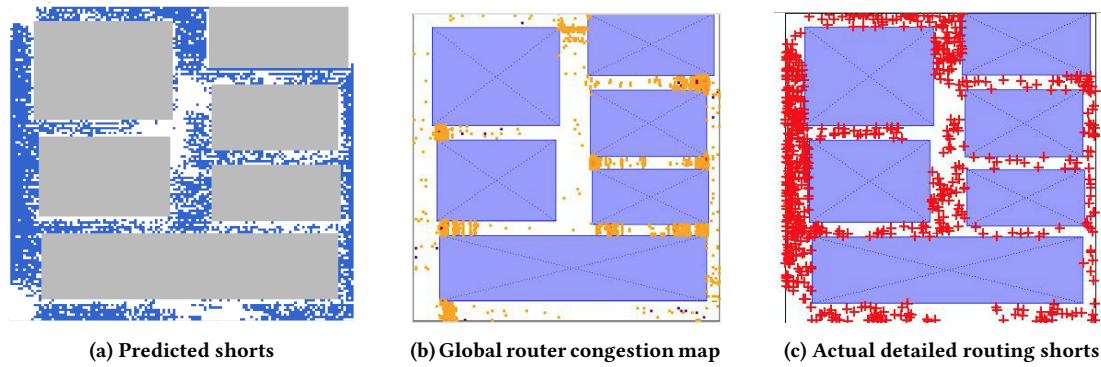 (a) Predicted shorts
(b) Global router congestion map
(c) Actual detailed routing shorts